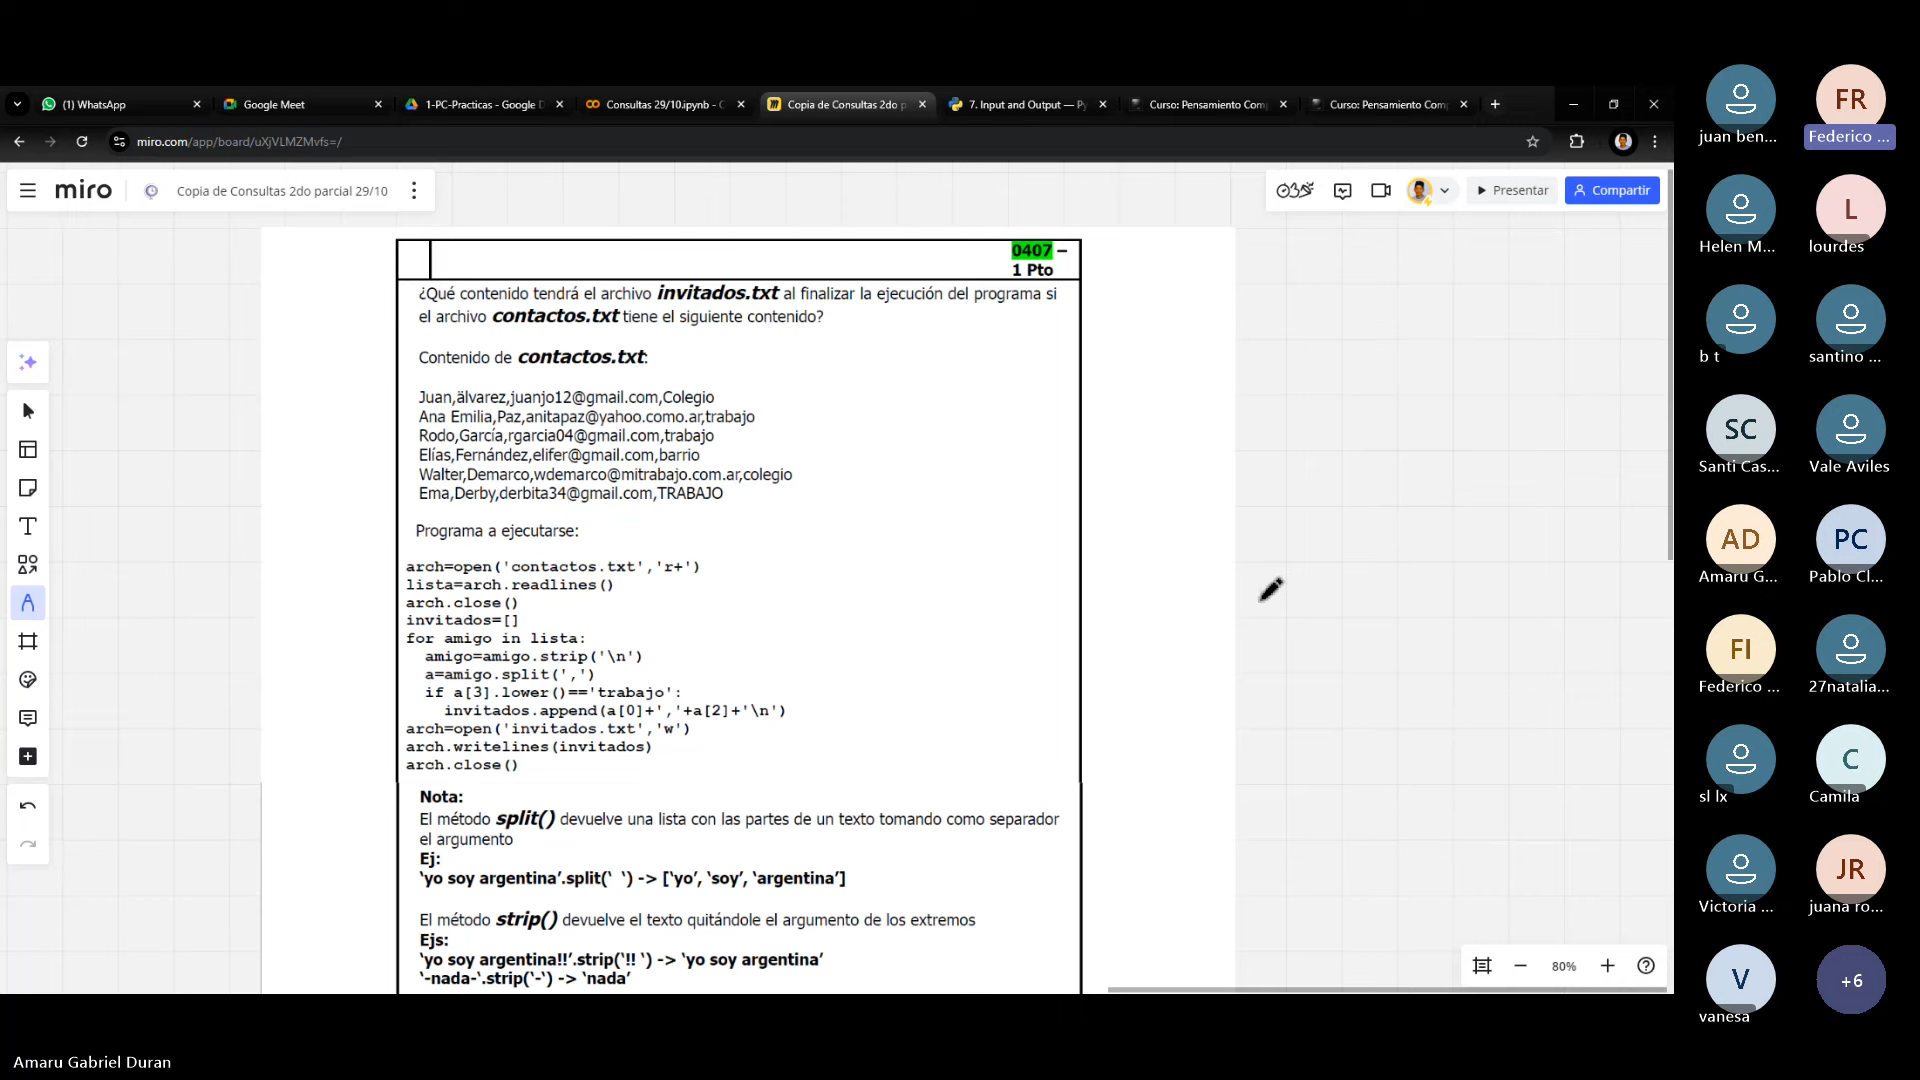 (1) WhatsApp
Google Meet
1-PC-Practicas - Google D
Consultas 29/10.ipynb - C
Copia de Consultas 2do p
7. Input and Output — Py
Curso: Pensamiento Comp
Curso: Pensamiento Comp
miro.com/app/board/uXjVLMZMvfs=/
miro
Copia de Consultas 2do parcial 29/10
Presentar
Compartir
0407 –
1 Pto
¿Qué contenido tendrá el archivo invitados.txt al finalizar la ejecución del programa si
el archivo contactos.txt tiene el siguiente contenido?
Contenido de contactos.txt:
Juan,älvarez,juanjo12@gmail.com,Colegio
Ana Emilia,Paz,anitapaz@yahoo.como.ar,trabajo
Rodo,García,rgarcia04@gmail.com,trabajo
Elías,Fernández,elifer@gmail.com,barrio
Walter,Demarco,wdemarco@mitrabajo.com.ar,colegio
Ema,Derby,derbita34@gmail.com,TRABAJO
Programa a ejecutarse:
arch=open('contactos.txt','r+')
lista=arch.readlines()
arch.close()
invitados=[]
for amigo in lista:
  amigo=amigo.strip('\n')
  a=amigo.split(',')
  if a[3].lower()=='trabajo':
    invitados.append(a[0]+','+a[2]+'\n')
arch=open('invitados.txt','w')
arch.writelines(invitados)
arch.close()
Nota:
El método split() devuelve una lista con las partes de un texto tomando como separador
el argumento
Ej:
‘yo soy argentina’.split(‘ ‘) -> [‘yo’, ‘soy’, ‘argentina’]
El método strip() devuelve el texto quitándole el argumento de los extremos
Ejs:
‘yo soy argentina!!’.strip(‘!! ‘) -> ‘yo soy argentina’
‘-nada-‘.strip(‘-‘) -> ‘nada’
80%
juan ben...
FR
Federico ...
Helen M...
L
lourdes
b t
santino ...
SC
Santi Cas...
Vale Aviles
AD
Amaru G...
PC
Pablo Cl...
FI
Federico ...
27natalia...
sl lx
C
Camila
Victoria ...
JR
juana ro...
V
vanesa
+6
Amaru Gabriel Duran